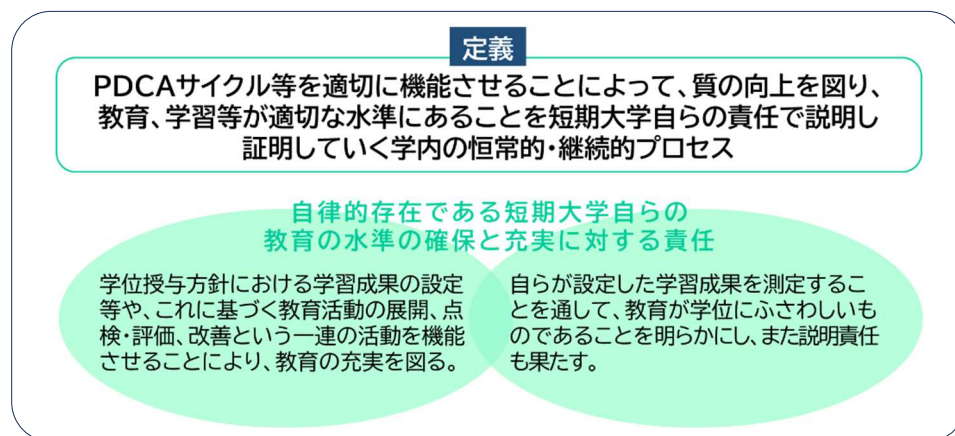 定義
PDCAサイクル等を適切に機能させることによって、質の向上を図り、
教育、学習等が適切な水準にあることを短期大学自らの責任で説明し
証明していく学内の恒常的・継続的プロセス
自律的存在である短期大学自らの
教育の水準の確保と充実に対する責任
学位授与方針における学習成果の設定
等や、これに基づく教育活動の展開、点
検・評価、改善という一連の活動を機能
させることにより、教育の充実を図る。
自らが設定した学習成果を測定するこ
とを通して、教育が学位にふさわしいも
のであることを明らかにし、また説明責任
も果たす。